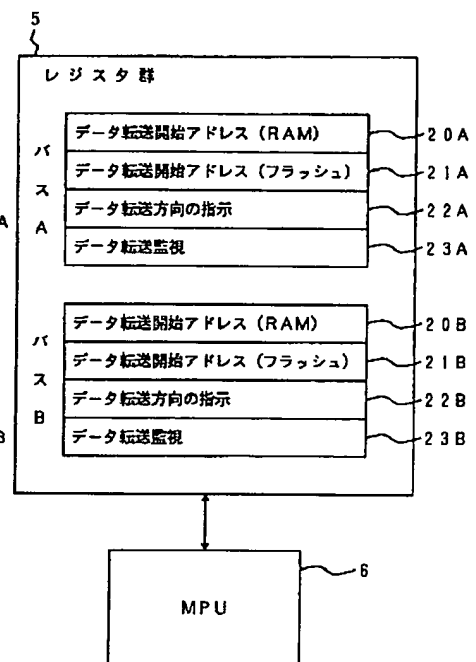 5
レジスタ群
バスA
データ転送開始アドレス(RAM) 20A
データ転送開始アドレス(フラッシュ) 21A
データ転送方向の指示 22A
データ転送監視 23A
A
バスB
データ転送開始アドレス(RAM) 20B
データ転送開始アドレス(フラッシュ) 21B
データ転送方向の指示 22B
データ転送監視 23B
B
MPU 6